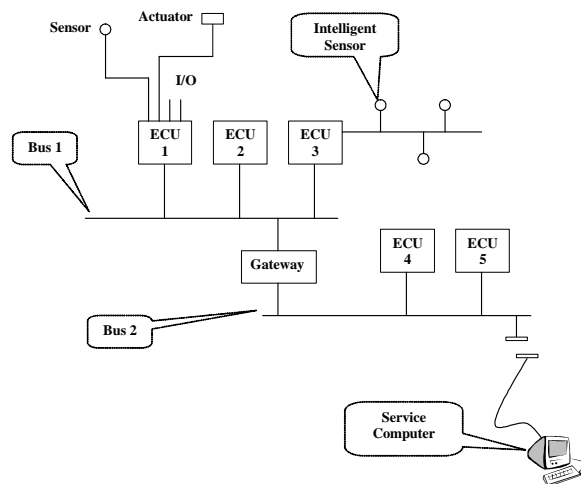 Sensor
Actuator
I/O
Intelligent
Sensor
ECU
1
ECU
2
ECU
3
Bus 1
Gateway
ECU
4
ECU
5
Bus 2
Service
Computer